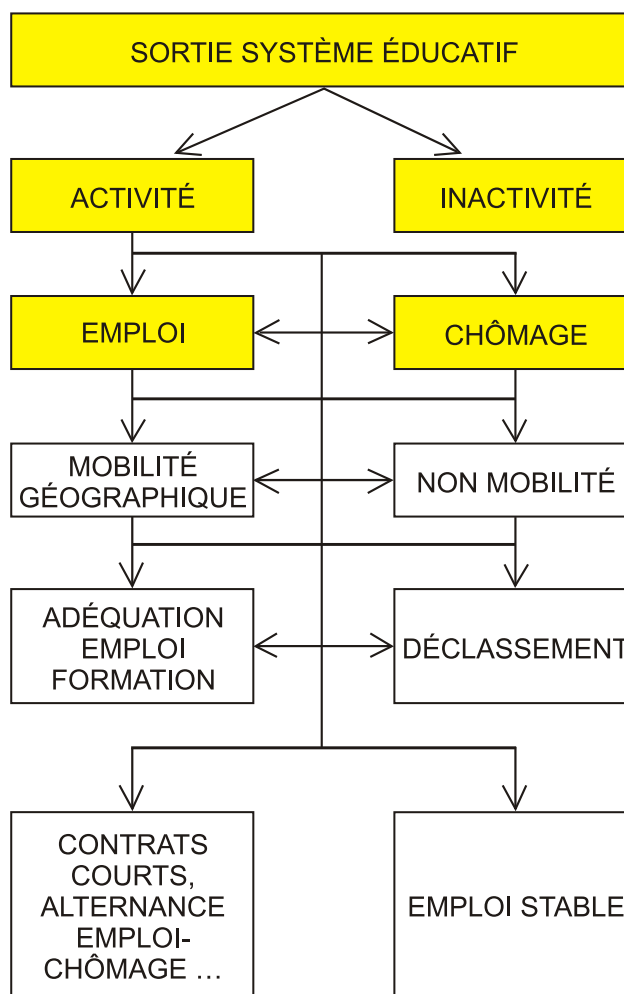 SORTIE SYSTÈME ÉDUCATIF
ACTIVITÉ
INACTIVITÉ
EMPLOI
CHÔMAGE
MOBILITÉ
GÉOGRAPHIQUE
NON MOBILITÉ
ADÉQUATION
EMPLOI
FORMATION
DÉCLASSEMENT
CONTRATS
COURTS,
ALTERNANCE
EMPLOI-
CHÔMAGE ...
EMPLOI STABLE